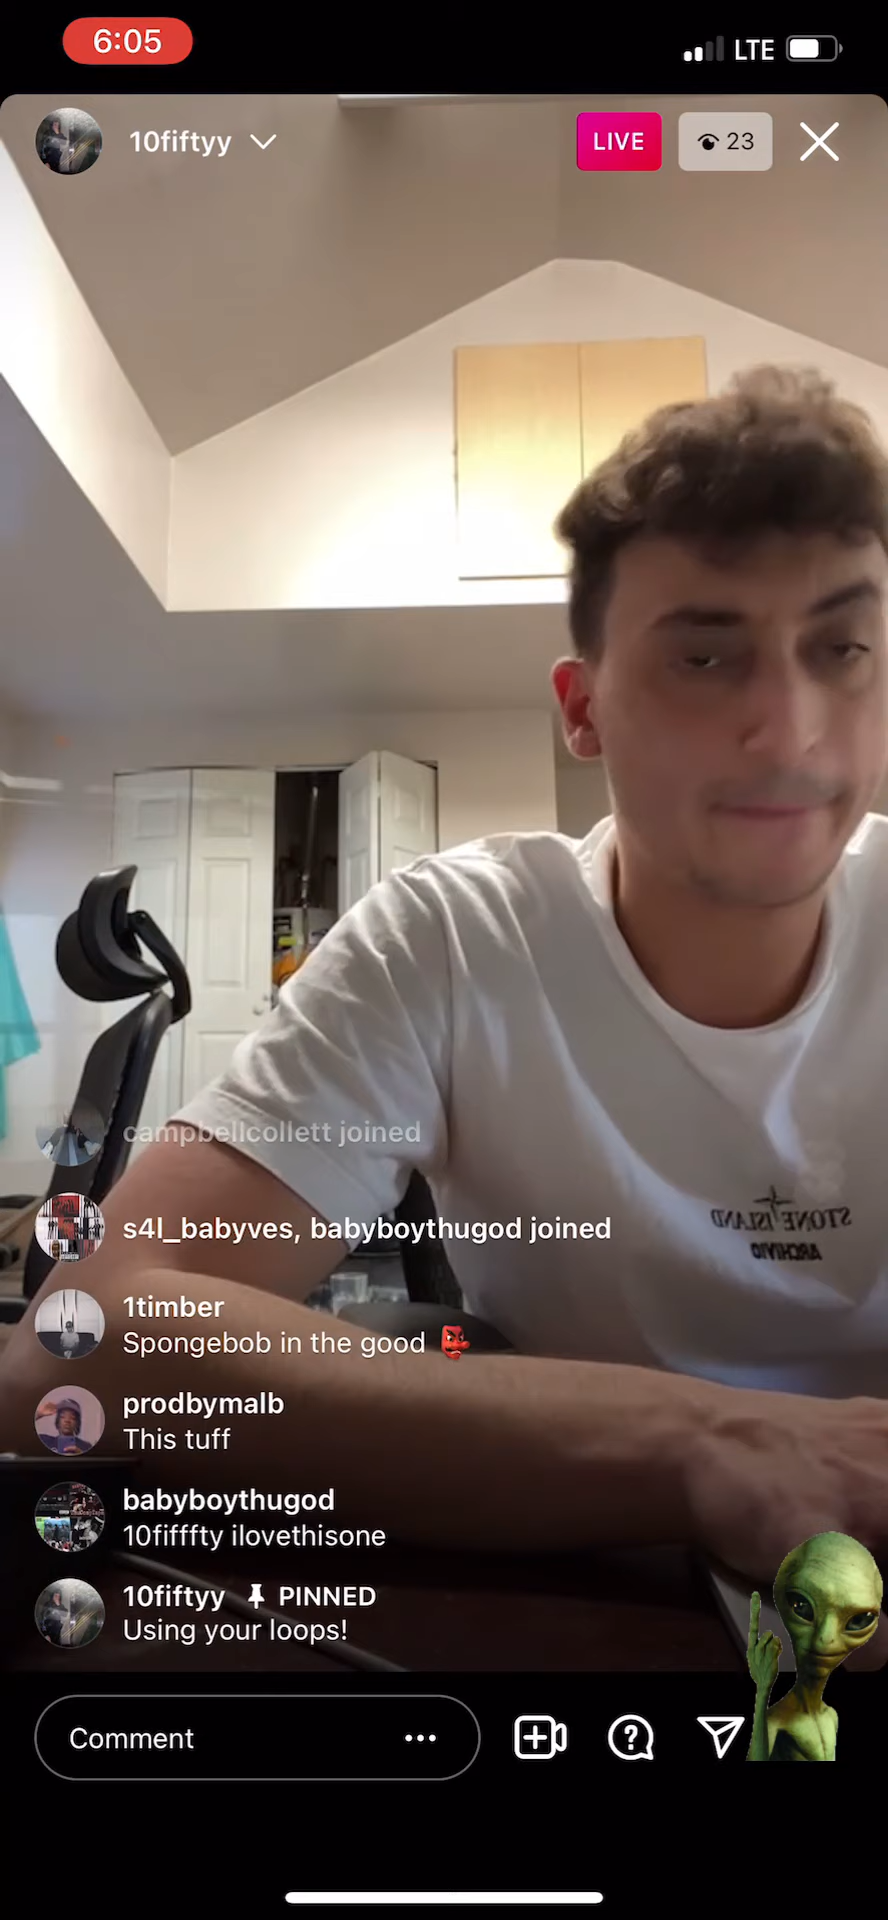 6:05
LTE
10fiftyy
LIVE
23
campbellcollett joined
STONE ISLAND
ARCHIVIO
s4l_babyves, babyboythugod joined
1timber
Spongebob in the good 👺
prodbymalb
This tuff
babyboythugod
10fifffty ilovethisone
10fiftyy PINNED
Using your loops!
Comment